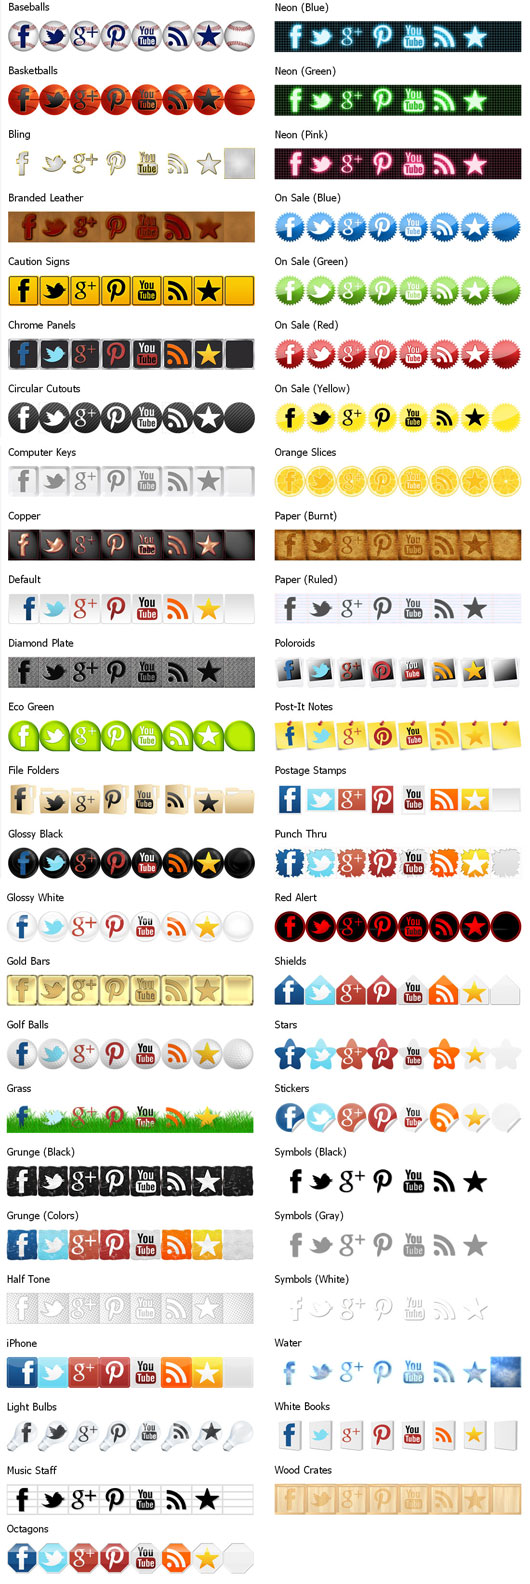 Baseballs
Basketballs
Bling
Branded Leather
Caution Signs
Chrome Panels
Circular Cutouts
Computer Keys
Copper
Default
Diamond Plate
Eco Green
File Folders
Glossy Black
Glossy White
Gold Bars
Golf Balls
Grass
Grunge (Black)
Grunge (Colors)
Half Tone
iPhone
Light Bulbs
Music Staff
Octagons
Neon (Blue)
Neon (Green)
Neon (Pink)
On Sale (Blue)
On Sale (Green)
On Sale (Red)
On Sale (Yellow)
Orange Slices
Paper (Burnt)
Paper (Ruled)
Poloroids
Post-It Notes
Postage Stamps
Punch Thru
Red Alert
Shields
Stars
Stickers
Symbols (Black)
Symbols (Gray)
Symbols (White)
Water
White Books
Wood Crates